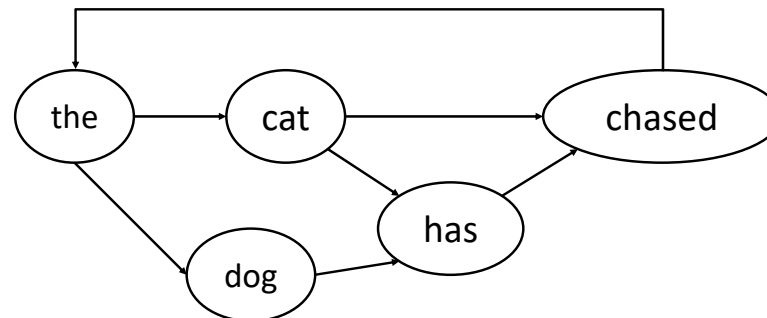 the
cat
chased
has
dog